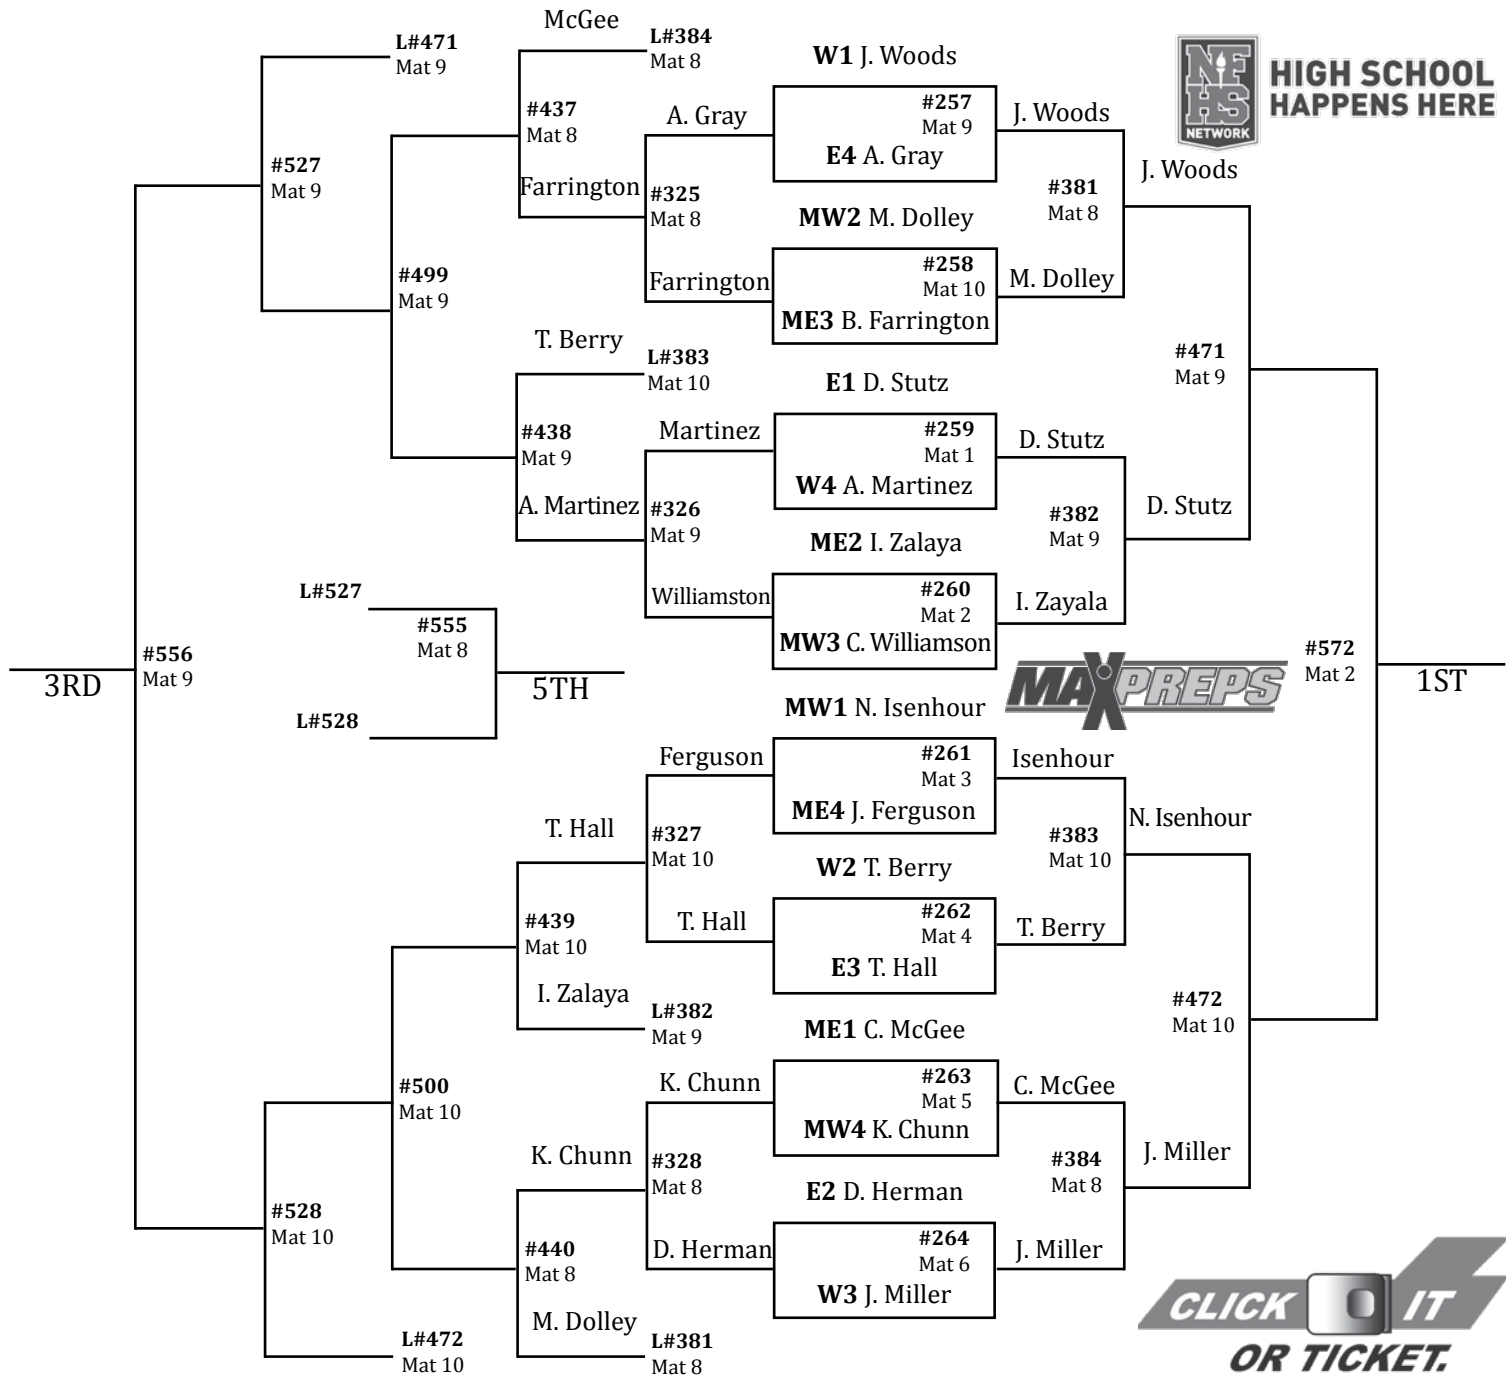 McGee
L#471
Mat 9
L#384
Mat 8
W1 J. Woods
NFHS
NETWORK
HIGH SCHOOL
HAPPENS HERE
#437
Mat 8
A. Gray
#257
Mat 9
J. Woods
E4 A. Gray
#527
Mat 9
Farrington
#325
Mat 8
#381
Mat 8
J. Woods
MW2 M. Dolley
#499
Mat 9
Farrington
#258
Mat 10
M. Dolley
ME3 B. Farrington
T. Berry
L#383
Mat 10
E1 D. Stutz
#471
Mat 9
#438
Mat 9
Martinez
#259
Mat 1
D. Stutz
W4 A. Martinez
A. Martinez
#326
Mat 9
#382
Mat 9
D. Stutz
ME2 I. Zalaya
L#527
#555
Mat 8
Williamston
#260
Mat 2
I. Zayala
MW3 C. Williamson
#556
Mat 9
3RD
5TH
L#528
MAXPREPS
#572
Mat 2
1ST
MW1 N. Isenhour
Ferguson
#261
Mat 3
Isenhour
ME4 J. Ferguson
T. Hall
#327
Mat 10
#383
Mat 10
N. Isenhour
W2 T. Berry
#439
Mat 10
T. Hall
#262
Mat 4
T. Berry
E3 T. Hall
I. Zalaya
L#382
Mat 9
ME1 C. McGee
#472
Mat 10
#500
Mat 10
K. Chunn
#263
Mat 5
C. McGee
MW4 K. Chunn
K. Chunn
#328
Mat 8
#384
Mat 8
J. Miller
E2 D. Herman
#528
Mat 10
#440
Mat 8
D. Herman
#264
Mat 6
J. Miller
W3 J. Miller
M. Dolley
L#472
Mat 10
L#381
Mat 8
CLICK IT
OR TICKET.